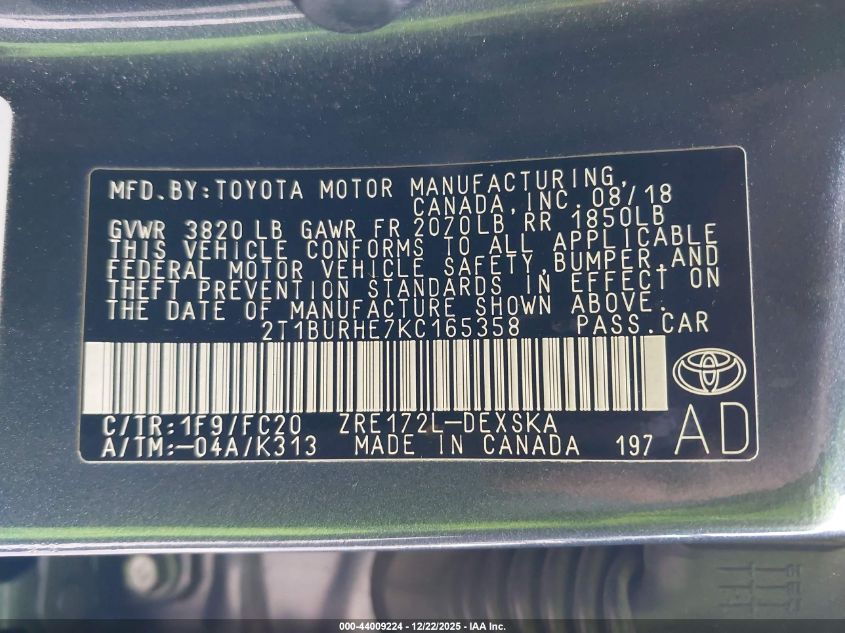 MFD.BY:TOYOTA MOTOR MANUFACTURING,
CANADA, INC. 08/18
GVWR 3820 LB GAWR FR 2070LB, RR 1850LB
THIS VEHICLE CONFORMS TO ALL APPLICABLE
FEDERAL MOTOR VEHICLE SAFETY, BUMPER, AND
THEFT PREVENTION STANDARDS IN EFFECT ON
THE DATE OF MANUFACTURE SHOWN ABOVE.
2T1BURHE7KC165358 PASS.CAR
C/TR:1F9/FC20 ZRE172L-DEXSKA
A/TM:-04A/K313 MADE IN CANADA 197
AD
000-44009224 - 12/22/2025 - IAA Inc.